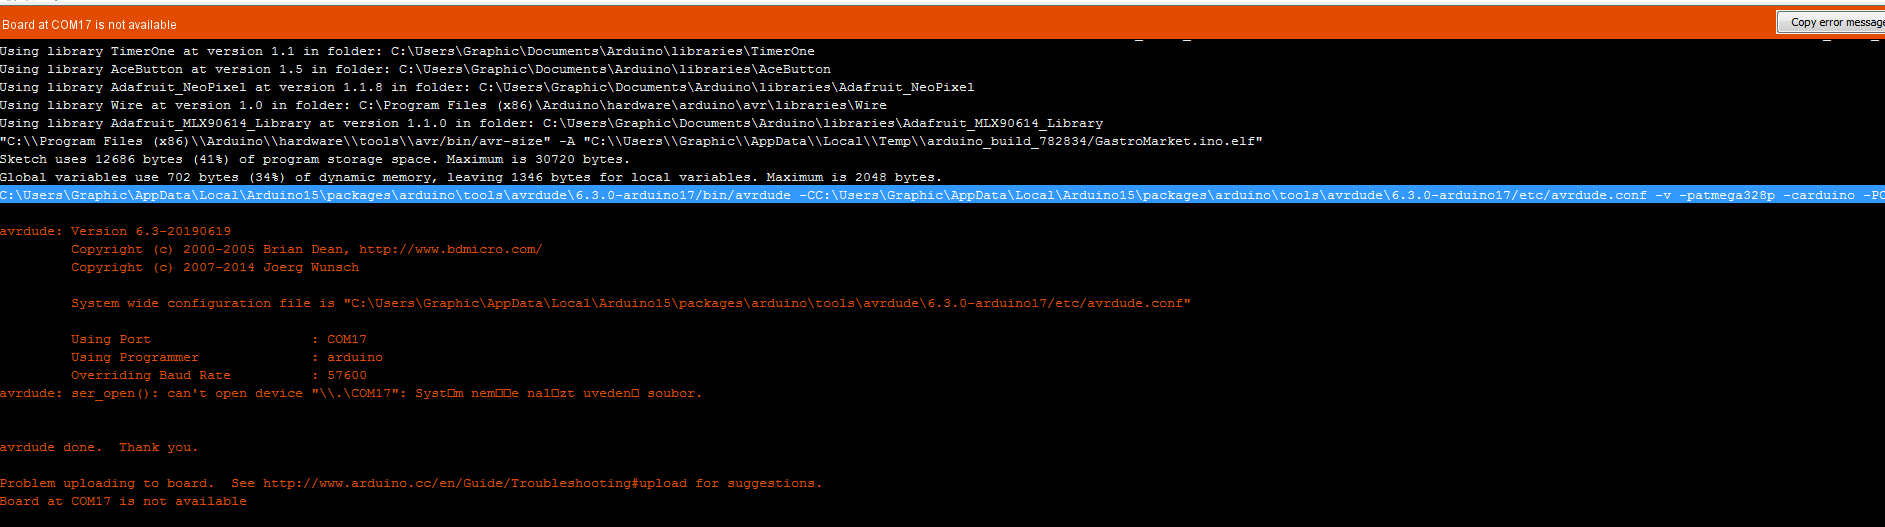 Board at COM17 is not available
Copy error message
Using library TimerOne at version 1.1 in folder: C:\Users\Graphic\Documents\Arduino\libraries\TimerOne
Using library AceButton at version 1.5 in folder: C:\Users\Graphic\Documents\Arduino\libraries\AceButton
Using library Adafruit_NeoPixel at version 1.1.8 in folder: C:\Users\Graphic\Documents\Arduino\libraries\Adafruit_NeoPixel
Using library Wire at version 1.0 in folder: C:\Program Files (x86)\Arduino\hardware\arduino\avr\libraries\Wire
Using library Adafruit_MLX90614_Library at version 1.1.0 in folder: C:\Users\Graphic\Documents\Arduino\libraries\Adafruit_MLX90614_Library
"C:\\Program Files (x86)\\Arduino\\hardware\\tools\\avr/bin/avr-size" -A "C:\\Users\\Graphic\\AppData\\Local\\Temp\\arduino_build_782834/GastroMarket.ino.elf"
Sketch uses 12686 bytes (41%) of program storage space. Maximum is 30720 bytes.
Global variables use 702 bytes (34%) of dynamic memory, leaving 1346 bytes for local variables. Maximum is 2048 bytes.
C:\Users\Graphic\AppData\Local\Arduino15\packages\arduino\tools\avrdude\6.3.0-arduino17/bin/avrdude -CC:\Users\Graphic\AppData\Local\Arduino15\packages\arduino\tools\avrdude\6.3.0-arduino17/etc/avrdude.conf -v -patmega328p -carduino -PC
avrdude: Version 6.3-20190619
Copyright (c) 2000-2005 Brian Dean, http://www.bdmicro.com/
Copyright (c) 2007-2014 Joerg Wunsch
System wide configuration file is "C:\Users\Graphic\AppData\Local\Arduino15\packages\arduino\tools\avrdude\6.3.0-arduino17/etc/avrdude.conf"
Using Port : COM17
Using Programmer : arduino
Overriding Baud Rate : 57600
avrdude: ser_open(): can't open device "\\.\COM17": Syst□m nem□□e nal□zt uveden□ soubor.
avrdude done.  Thank you.
Problem uploading to board.  See http://www.arduino.cc/en/Guide/Troubleshooting#upload for suggestions.
Board at COM17 is not available